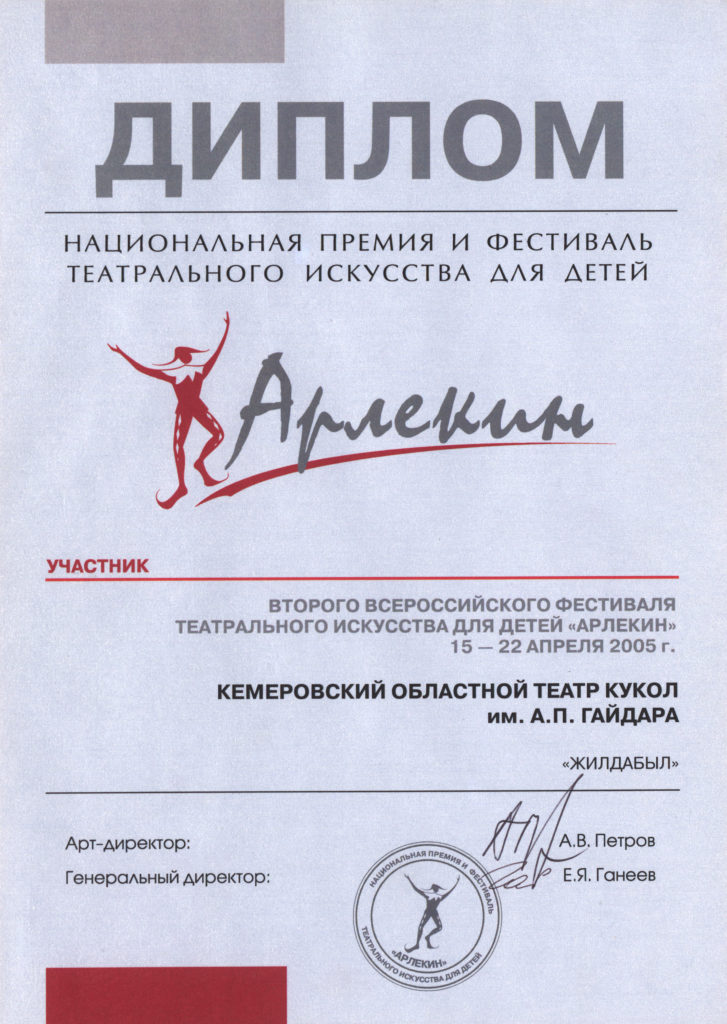 ДИПЛОМ
НАЦИОНАЛЬНАЯ ПРЕМИЯ И ФЕСТИВАЛЬ
ТЕАТРАЛЬНОГО ИСКУССТВА ДЛЯ ДЕТЕЙ
Арлекин
УЧАСТНИК
ВТОРОГО ВСЕРОССИЙСКОГО ФЕСТИВАЛЯ
ТЕАТРАЛЬНОГО ИСКУССТВА ДЛЯ ДЕТЕЙ «АРЛЕКИН»
15 — 22 АПРЕЛЯ 2005 г.
КЕМЕРОВСКИЙ ОБЛАСТНОЙ ТЕАТР КУКОЛ
им. А.П. ГАЙДАРА
«ЖИЛДАБЫЛ»
Арт-директор: А.В. Петров
Генеральный директор: Е.Я. Ганеев
НАЦИОНАЛЬНАЯ ПРЕМИЯ И ФЕСТИВАЛЬ
ТЕАТРАЛЬНОГО ИСКУССТВА ДЛЯ ДЕТЕЙ
«АРЛЕКИН»